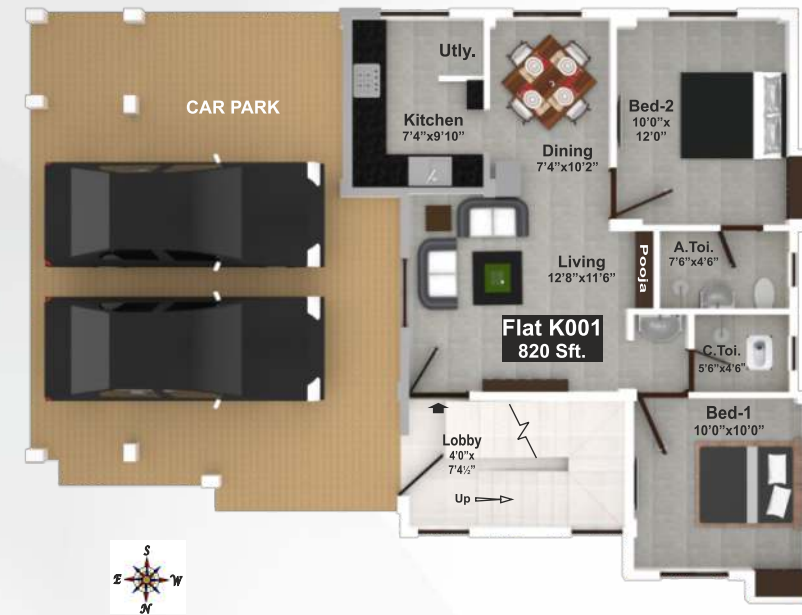 CAR PARK
Utly.
Kitchen
7'4"x9'10"
Dining
7'4"x10'2"
Bed-2
10'0"x
12'0"
Living
12'8"x11'6"
Pooja
A.Toi.
7'6"x4'6"
Flat K001
820 Sft.
C.Toi.
5'6"x4'6"
Lobby
4'0"x
7'4½"
Up
Bed-1
10'0"x10'0"
S
E W
N